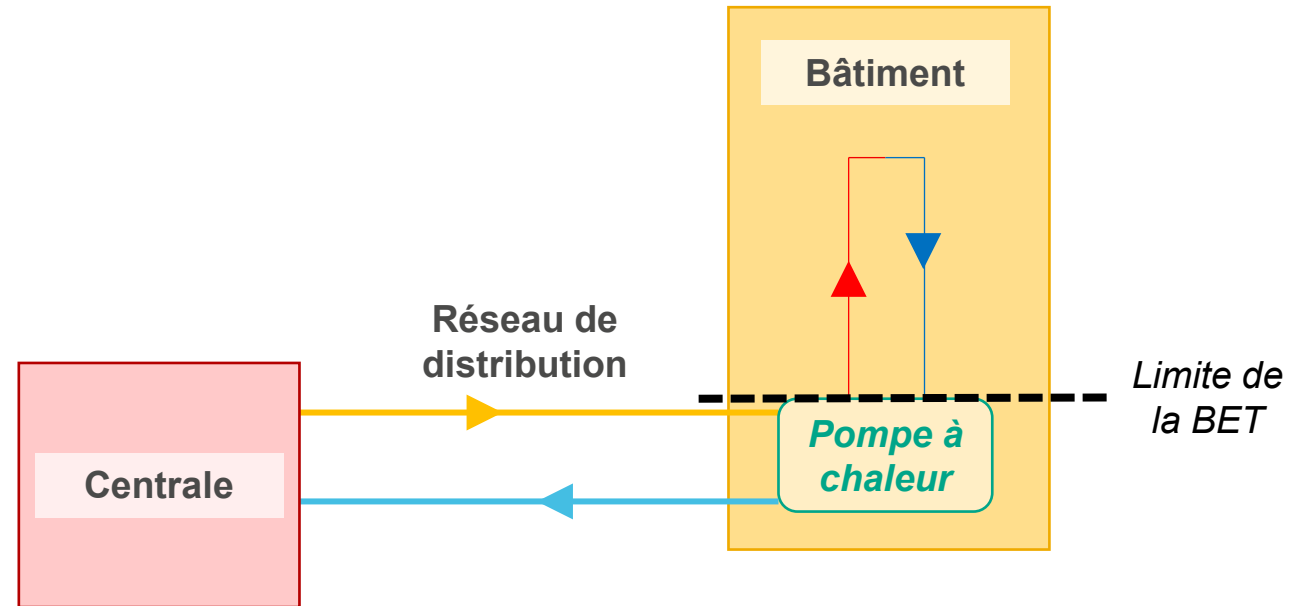 Bâtiment
Réseau de
distribution
Limite de
la BET
Pompe à
chaleur
Centrale